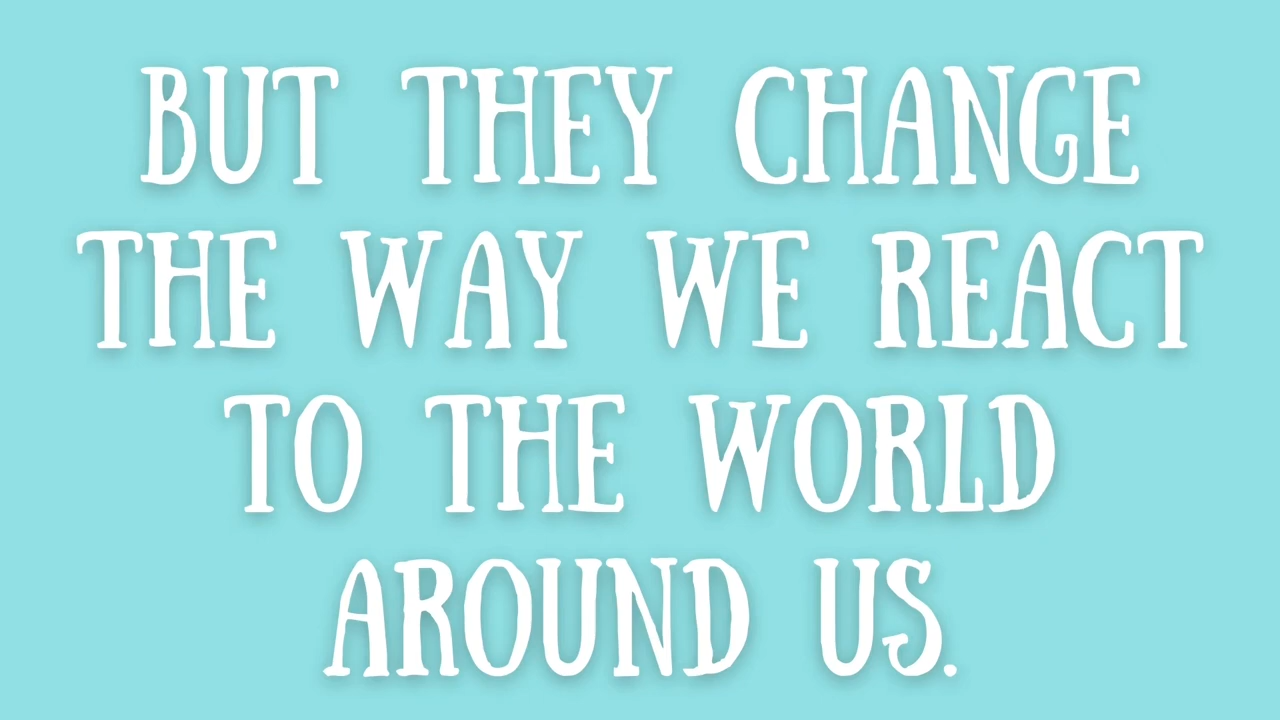 BUT THEY CHANGE
THE WAY WE REACT
TO THE WORLD
AROUND US.